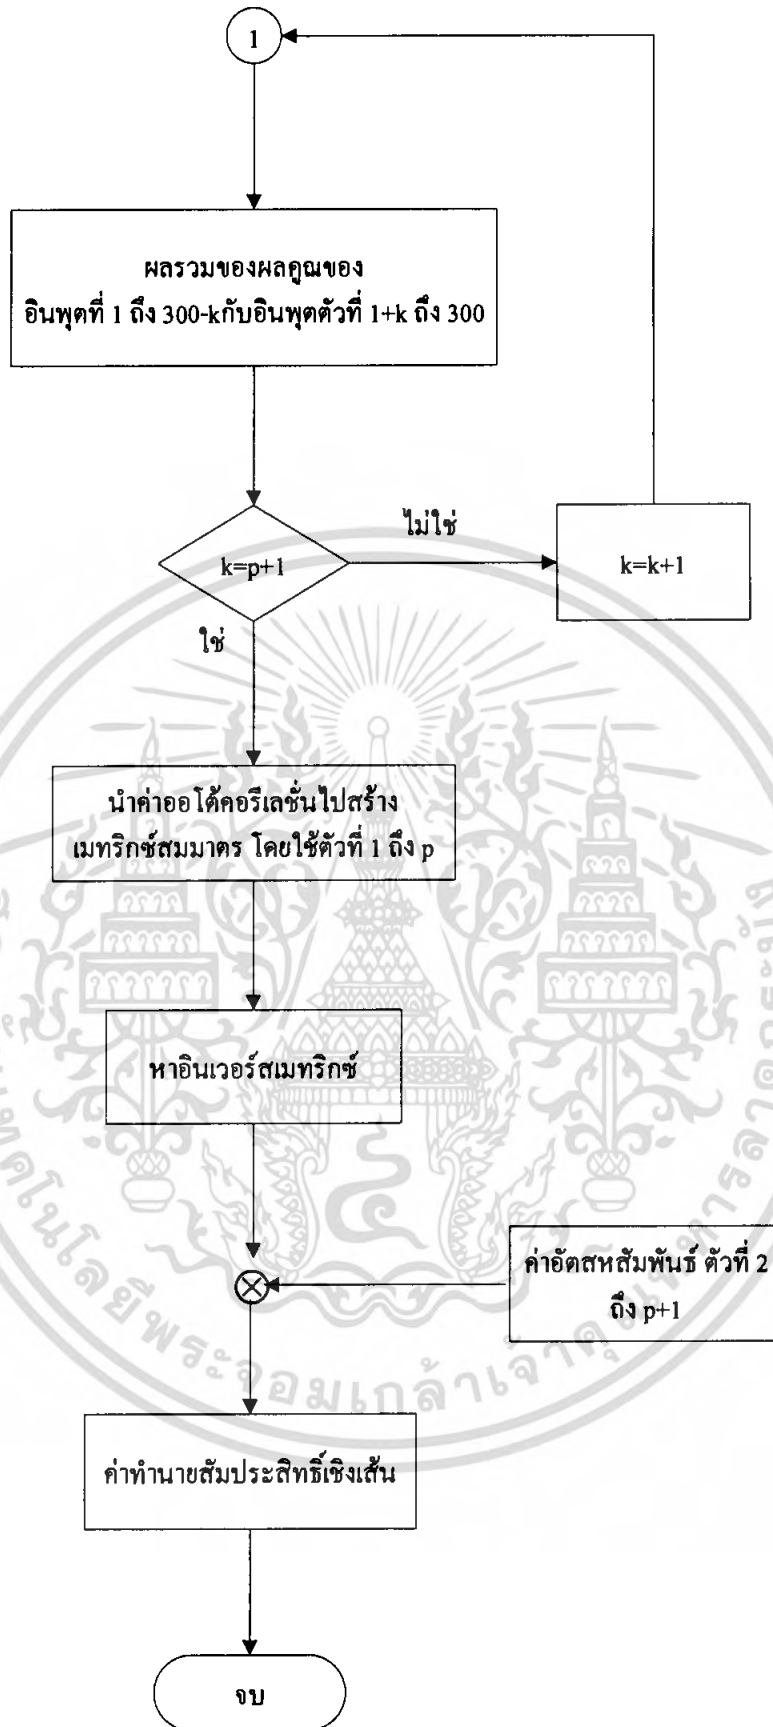 1
ผลรวมของผลคูณของ
อินพุตที่ 1 ถึง 300-kกับอินพุตตัวที่ 1+k ถึง 300
ไม่ใช่
k=p+1
k=k+1
ใช่
นำค่าออโต้คอรีเลชั่นไปสร้าง
เมทริกซ์สมมาตร โดยใช้ตัวที่ 1 ถึง p
หาอินเวอร์สเมทริกซ์
ค่าอัตสหสัมพันธ์ ตัวที่ 2
ถึง p+1
ค่าทำนายสัมประสิทธิ์เชิงเส้น
จบ